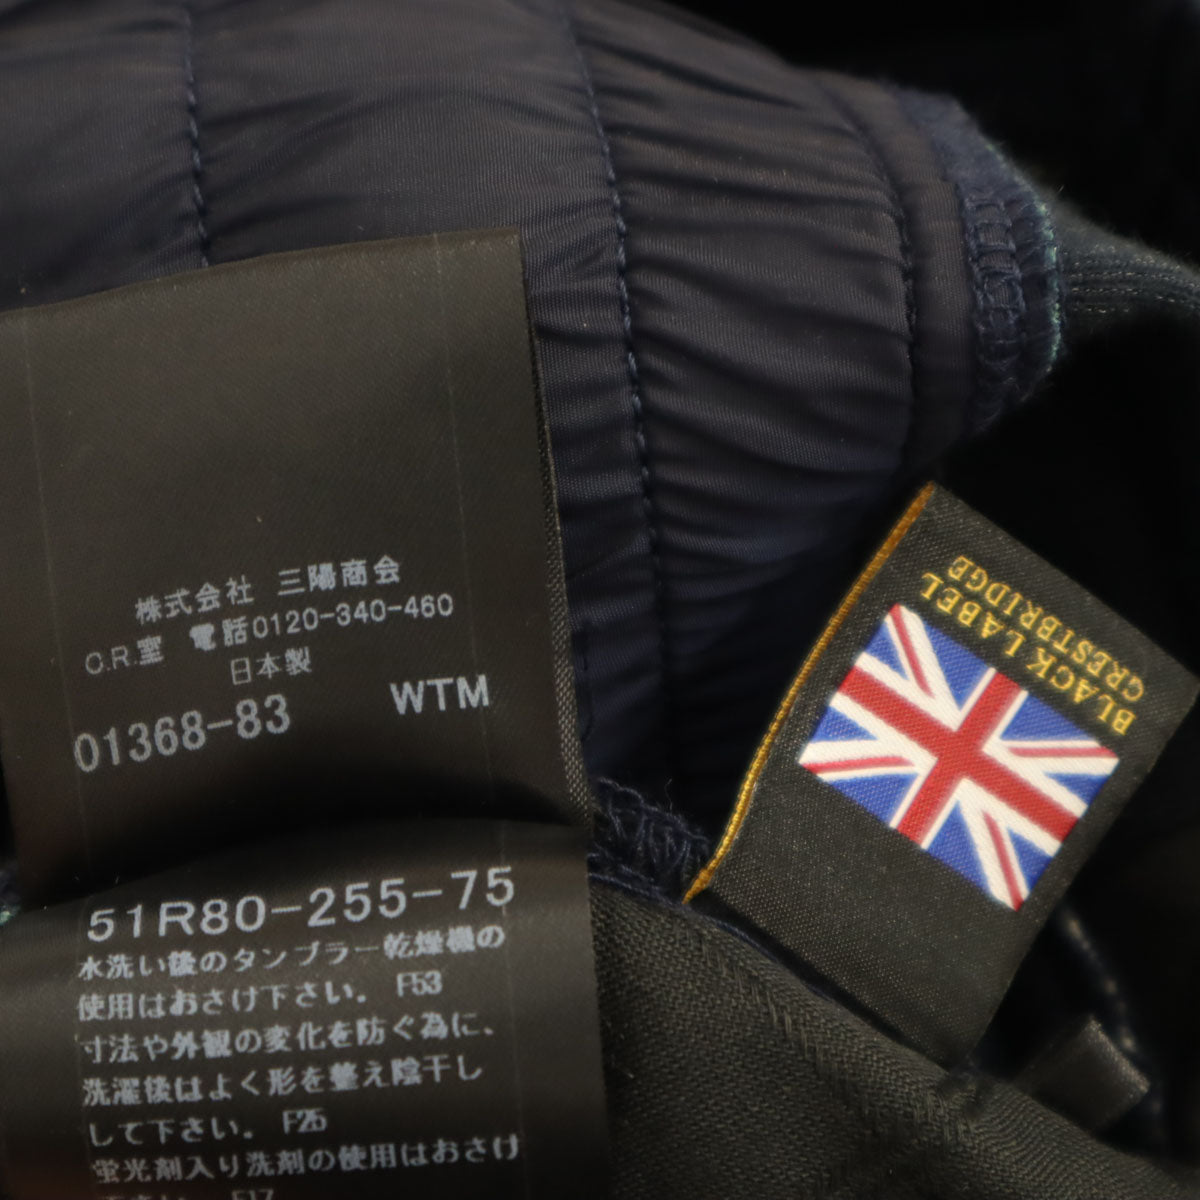 株式会社 三陽商会
C.R.室 電話0120-340-460
日本製
01368-83 WTM
51R80-255-75
水洗い後のタンブラー乾燥機の
使用はおさけ下さい。 F53
寸法や外観の変化を防ぐ為に、
洗濯後はよく形を整え陰干し
して下さい。 F25
蛍光剤入り洗剤の使用はおさけ
F17
BLACK LABEL
CRESTBRIDGE